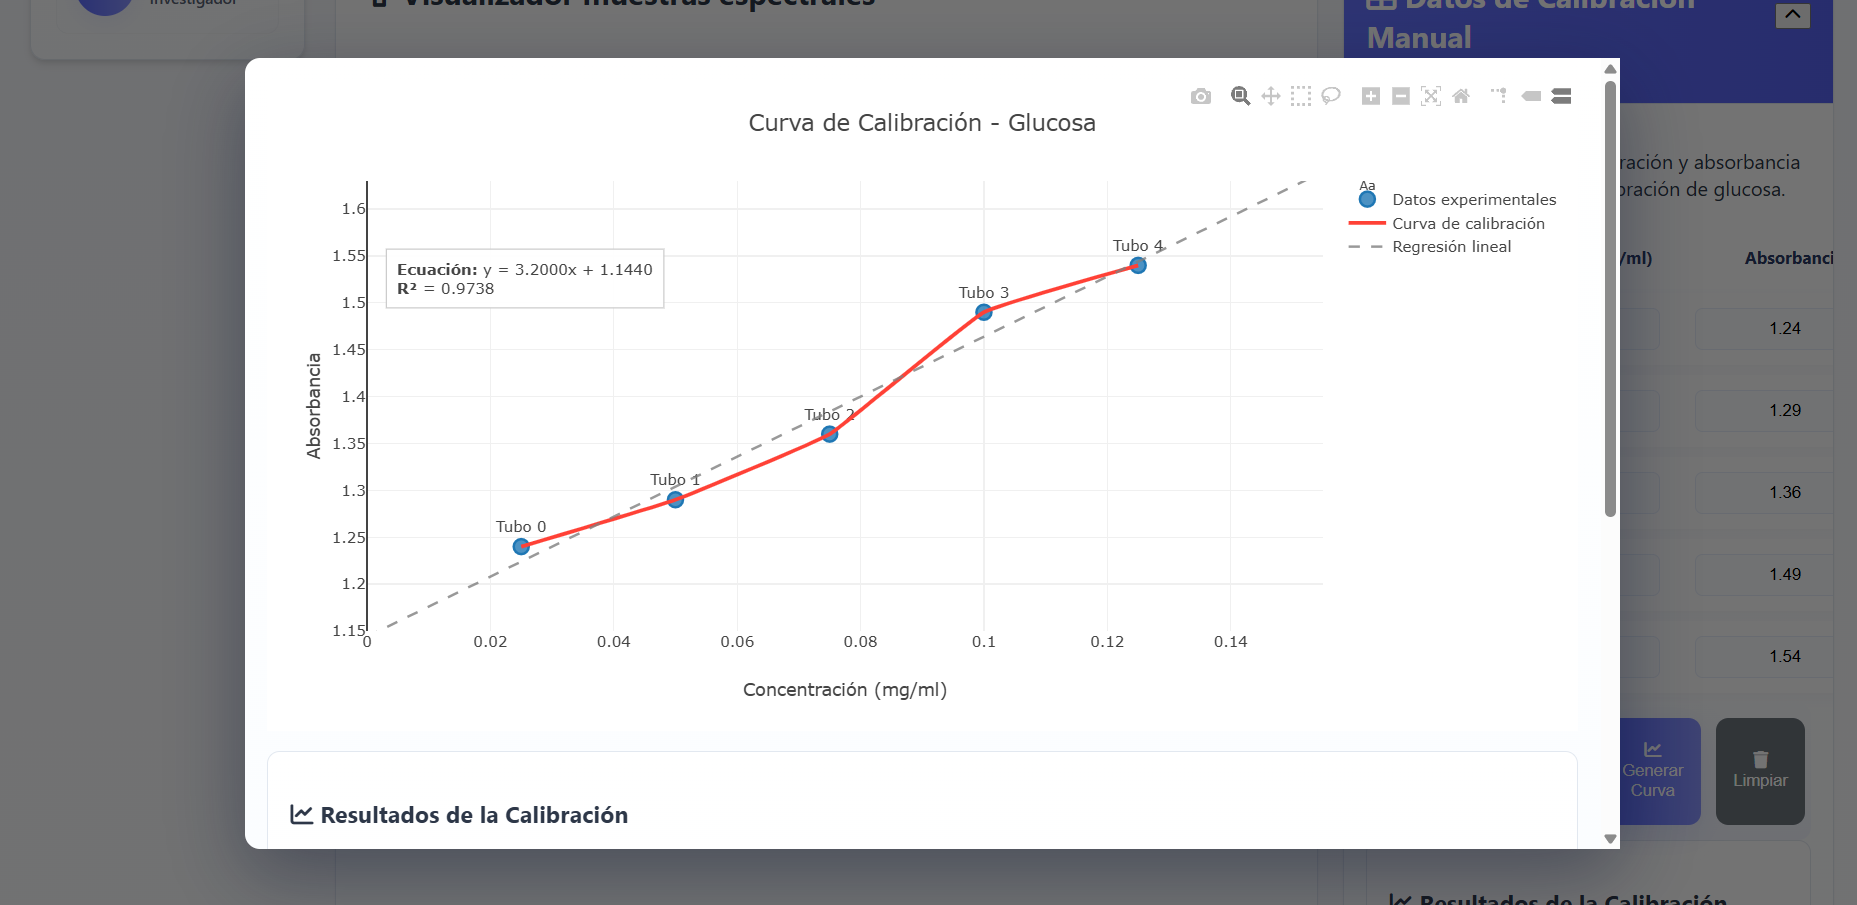 Investigador
Visualizador muestras espectrales
Datos de Calibración
Manual
Curva de Calibración - Glucosa
Aa
Datos experimentales
Curva de calibración
Regresión lineal
Ecuación: y = 3.2000x + 1.1440
R² = 0.9738
Absorbancia
1.6
1.55
1.5
1.45
1.4
1.35
1.3
1.25
1.2
1.15
Tubo 0
Tubo 1
Tubo 2
Tubo 3
Tubo 4
0
0.02
0.04
0.06
0.08
0.1
0.12
0.14
Concentración (mg/ml)
Resultados de la Calibración
ración y absorbancia
bración de glucosa.
/ml)
Absorbanci
1.24
1.29
1.36
1.49
1.54
Generar
Curva
Limpiar
Resultados de la Calibración